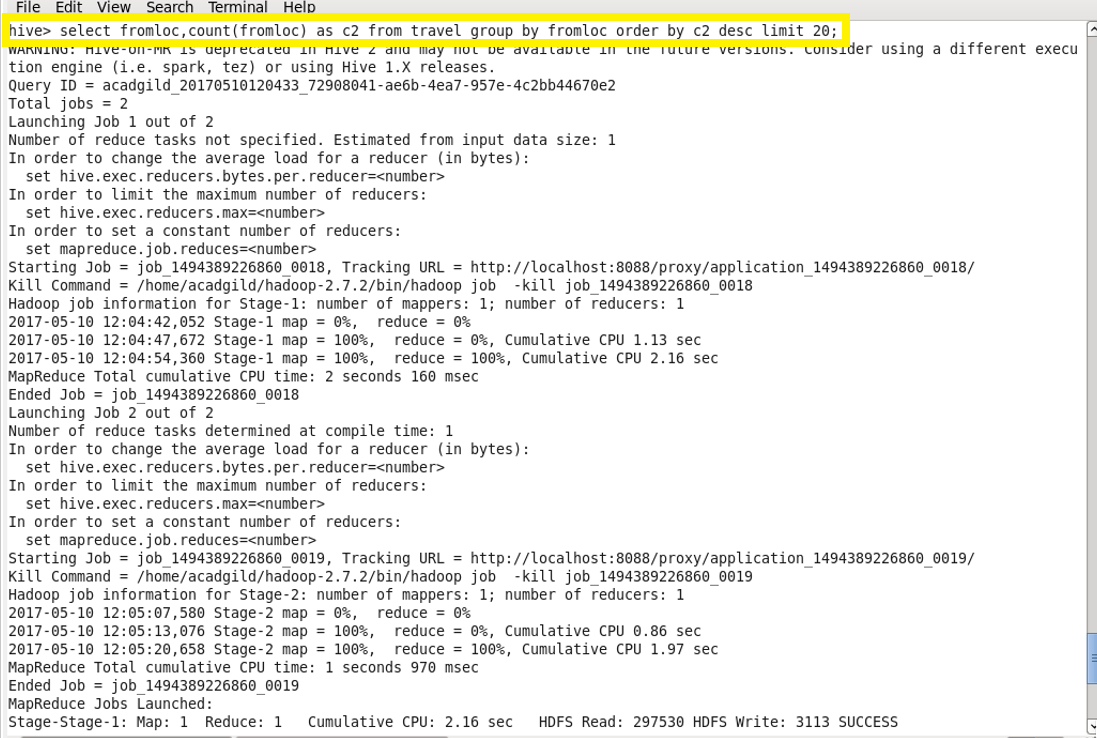 File Edit View Search Terminal Help
hive> select fromloc,count(fromloc) as c2 from travel group by fromloc order by c2 desc limit 20;
WARNING: Hive-on-MR is deprecated in Hive 2 and may not be available in the future versions. Consider using a different execu
tion engine (i.e. spark, tez) or using Hive 1.X releases.
Query ID = acadgild_20170510120433_72908041-ae6b-4ea7-957e-4c2bb44670e2
Total jobs = 2
Launching Job 1 out of 2
Number of reduce tasks not specified. Estimated from input data size: 1
In order to change the average load for a reducer (in bytes):
  set hive.exec.reducers.bytes.per.reducer=<number>
In order to limit the maximum number of reducers:
  set hive.exec.reducers.max=<number>
In order to set a constant number of reducers:
  set mapreduce.job.reduces=<number>
Starting Job = job_1494389226860_0018, Tracking URL = http://localhost:8088/proxy/application_1494389226860_0018/
Kill Command = /home/acadgild/hadoop-2.7.2/bin/hadoop job  -kill job_1494389226860_0018
Hadoop job information for Stage-1: number of mappers: 1; number of reducers: 1
2017-05-10 12:04:42,052 Stage-1 map = 0%,  reduce = 0%
2017-05-10 12:04:47,672 Stage-1 map = 100%,  reduce = 0%, Cumulative CPU 1.13 sec
2017-05-10 12:04:54,360 Stage-1 map = 100%,  reduce = 100%, Cumulative CPU 2.16 sec
MapReduce Total cumulative CPU time: 2 seconds 160 msec
Ended Job = job_1494389226860_0018
Launching Job 2 out of 2
Number of reduce tasks determined at compile time: 1
In order to change the average load for a reducer (in bytes):
  set hive.exec.reducers.bytes.per.reducer=<number>
In order to limit the maximum number of reducers:
  set hive.exec.reducers.max=<number>
In order to set a constant number of reducers:
  set mapreduce.job.reduces=<number>
Starting Job = job_1494389226860_0019, Tracking URL = http://localhost:8088/proxy/application_1494389226860_0019/
Kill Command = /home/acadgild/hadoop-2.7.2/bin/hadoop job  -kill job_1494389226860_0019
Hadoop job information for Stage-2: number of mappers: 1; number of reducers: 1
2017-05-10 12:05:07,580 Stage-2 map = 0%,  reduce = 0%
2017-05-10 12:05:13,076 Stage-2 map = 100%,  reduce = 0%, Cumulative CPU 0.86 sec
2017-05-10 12:05:20,658 Stage-2 map = 100%,  reduce = 100%, Cumulative CPU 1.97 sec
MapReduce Total cumulative CPU time: 1 seconds 970 msec
Ended Job = job_1494389226860_0019
MapReduce Jobs Launched:
Stage-Stage-1: Map: 1  Reduce: 1   Cumulative CPU: 2.16 sec   HDFS Read: 297530 HDFS Write: 3113 SUCCESS